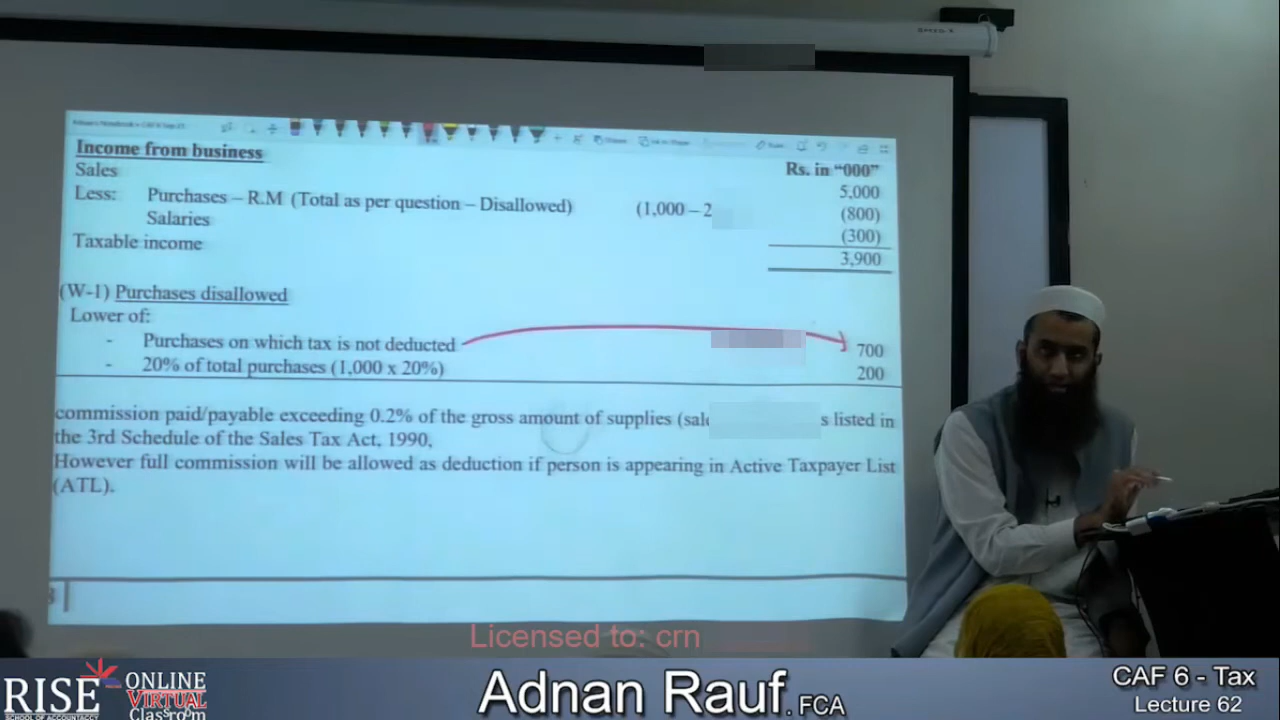 Income from business
Rs. in “000”
Sales 5,000
Less: Purchases – R.M (Total as per question – Disallowed) (1,000 – 2 (800)
Salaries (300)
Taxable income 3,900
(W-1) Purchases disallowed
Lower of:
- Purchases on which tax is not deducted 700
- 20% of total purchases (1,000 x 20%) 200
commission paid/payable exceeding 0.2% of the gross amount of supplies s listed in
the 3rd Schedule of the Sales Tax Act, 1990,
However full commission will be allowed as deduction if person is appearing in Active Taxpayer List
(ATL).
Licensed to: crn
RISE
SCHOOL OF ACCOUNTANCY
ONLINE
VIRTUAL
Classroom
Adnan Rauf. FCA
CAF 6 - Tax
Lecture 62